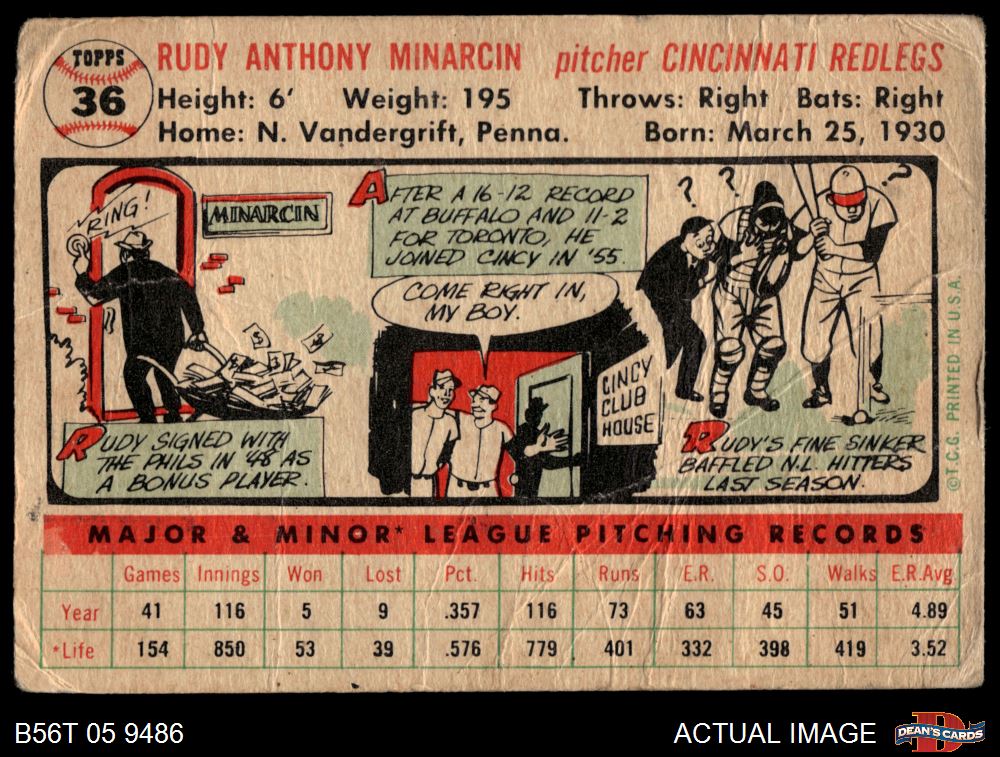 TOPPS
36
RUDY ANTHONY MINARCIN pitcher CINCINNATI REDLEGS
Height: 6' Weight: 195 Throws: Right Bats: Right
Home: N. Vandergrift, Penna. Born: March 25, 1930
RING!
MINARCIN
RUDY SIGNED WITH
THE PHILS IN '48 AS
A BONUS PLAYER.
AFTER A 16-12 RECORD
AT BUFFALO AND 11-2
FOR TORONTO, HE
JOINED CINCY IN '55.
COME RIGHT IN,
MY BOY.
CINCY
CLUB
HOUSE
? ? ?
RUDY'S FINE SINKER
BAFFLED N.L. HITTERS
LAST SEASON.
© T.C.G. PRINTED IN U.S.A.
MAJOR & MINOR* LEAGUE PITCHING RECORDS
Games Innings Won Lost Pct. Hits Runs E.R. S.O. Walks E.R.Avg.
Year 41 116 5 9 .357 116 73 63 45 51 4.89
*Life 154 850 53 39 .576 779 401 332 398 419 3.52
B56T 05 9486 ACTUAL IMAGE DEAN'S CARDS